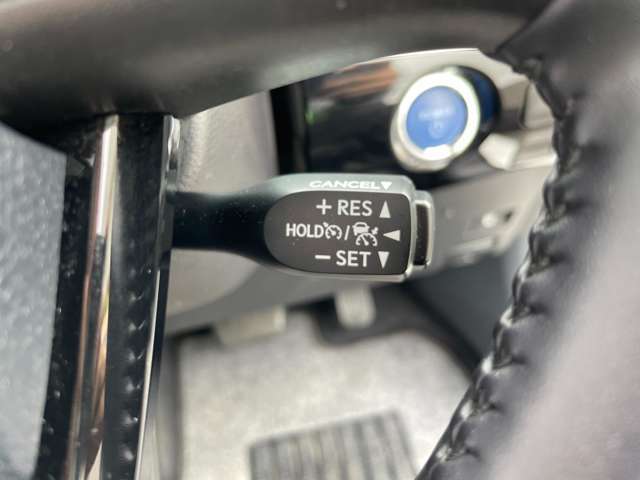 CANCEL▼
+ RES ▲
HOLD / ◀
− SET ▼